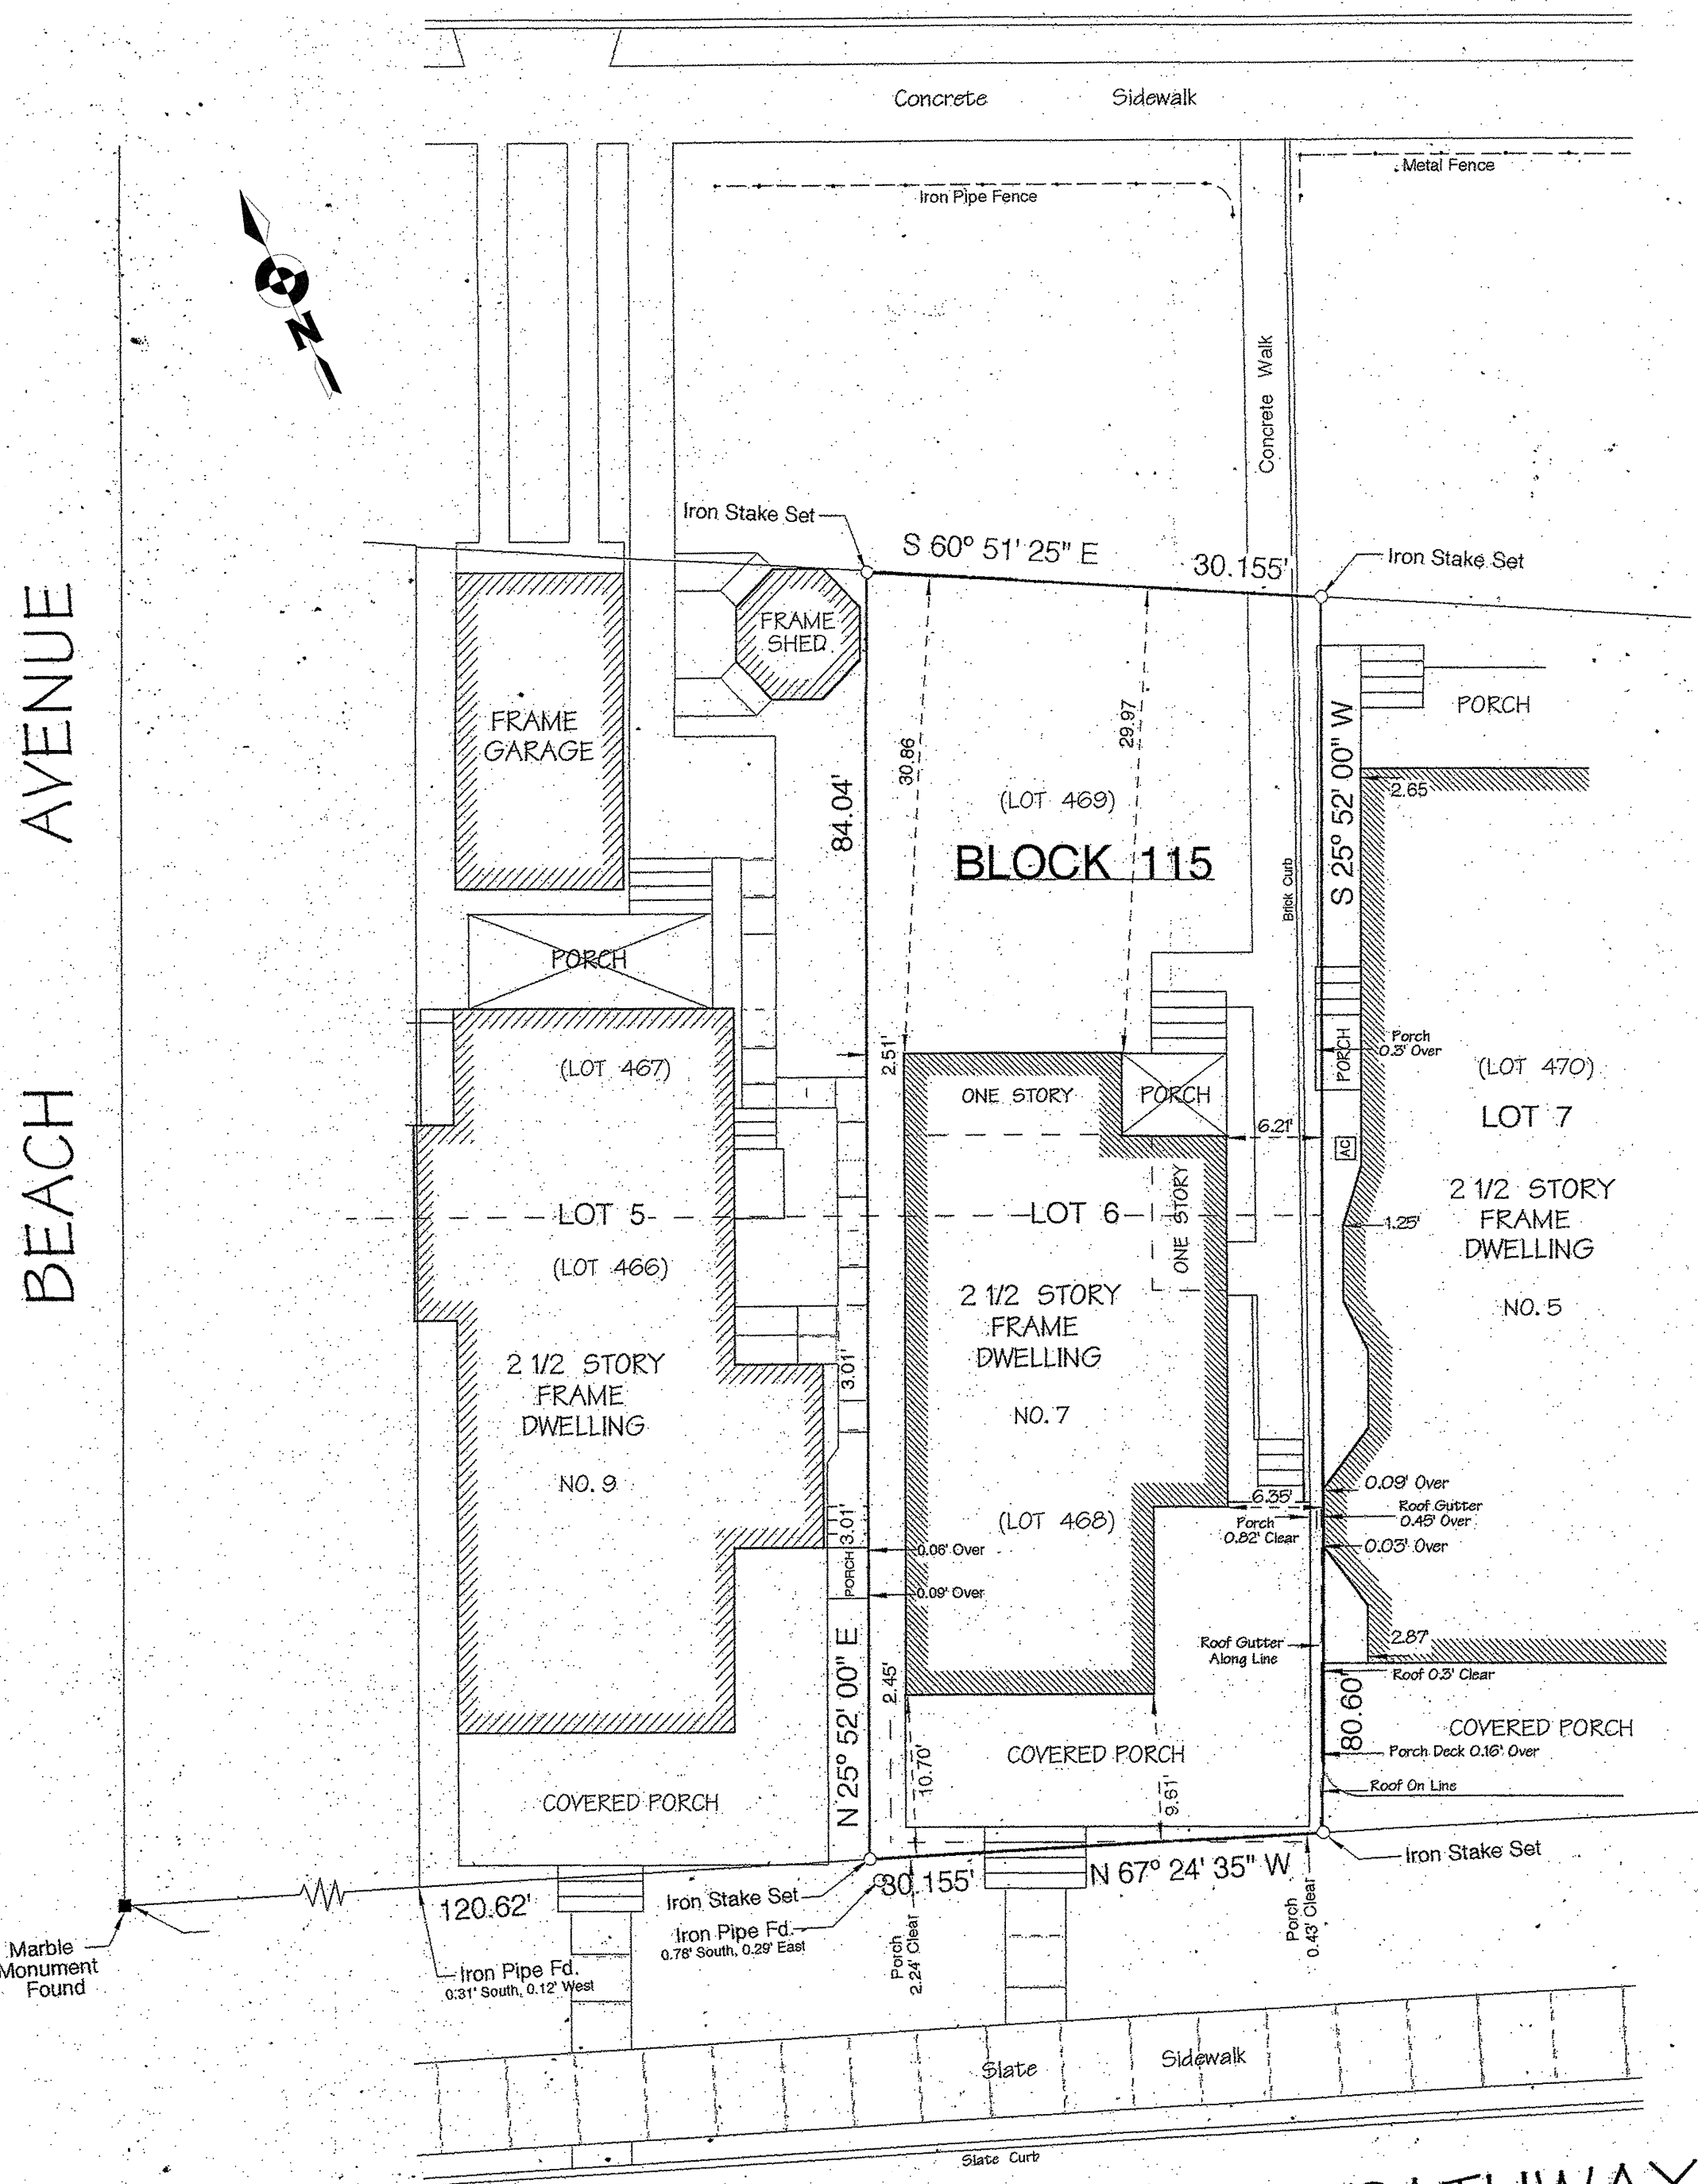 Concrete Sidewalk
Metal Fence
Iron Pipe Fence
N
Concrete Walk
Iron Stake Set
S 60° 51' 25" E
30.155'
Iron Stake Set
FRAME
SHED
PORCH
FRAME
GARAGE
84.04'
30.86
29.97
(LOT 469)
BLOCK 115
Brick Curb
S 25° 52' 00" W
2.65
BEACH AVENUE
PORCH
(LOT 467)
2.51'
ONE STORY
PORCH
6.21'
PORCH
Porch
0.3' Over
(LOT 470)
LOT 7
AC
LOT 5
(LOT 466)
LOT 6
ONE STORY
1.25'
2 1/2 STORY
FRAME
DWELLING
NO. 5
2 1/2 STORY
FRAME
DWELLING
NO. 7
2 1/2 STORY
FRAME
DWELLING
NO. 9
3.01'
3.01'
(LOT 468)
6.35'
Porch
0.82' Clear
0.09' Over
Roof Gutter
0.45' Over
0.03' Over
PORCH
0.06' Over
0.09' Over
Roof Gutter
Along Line
2.87'
Roof 0.3' Clear
N 25° 52' 00" E
2.45'
10.70'
COVERED PORCH
9.61'
80.60'
COVERED PORCH
Porch Deck 0.16' Over
Roof On Line
COVERED PORCH
Iron Stake Set
120.62'
Iron Stake Set
30.155'
N 67° 24' 35" W
Iron Pipe Fd.
0.78' South, 0.29' East
Porch
2.24' Clear
Porch
0.43' Clear
Marble
Monument
Found
Iron Pipe Fd.
0.31' South, 0.12' West
Slate Sidewalk
Slate Curb